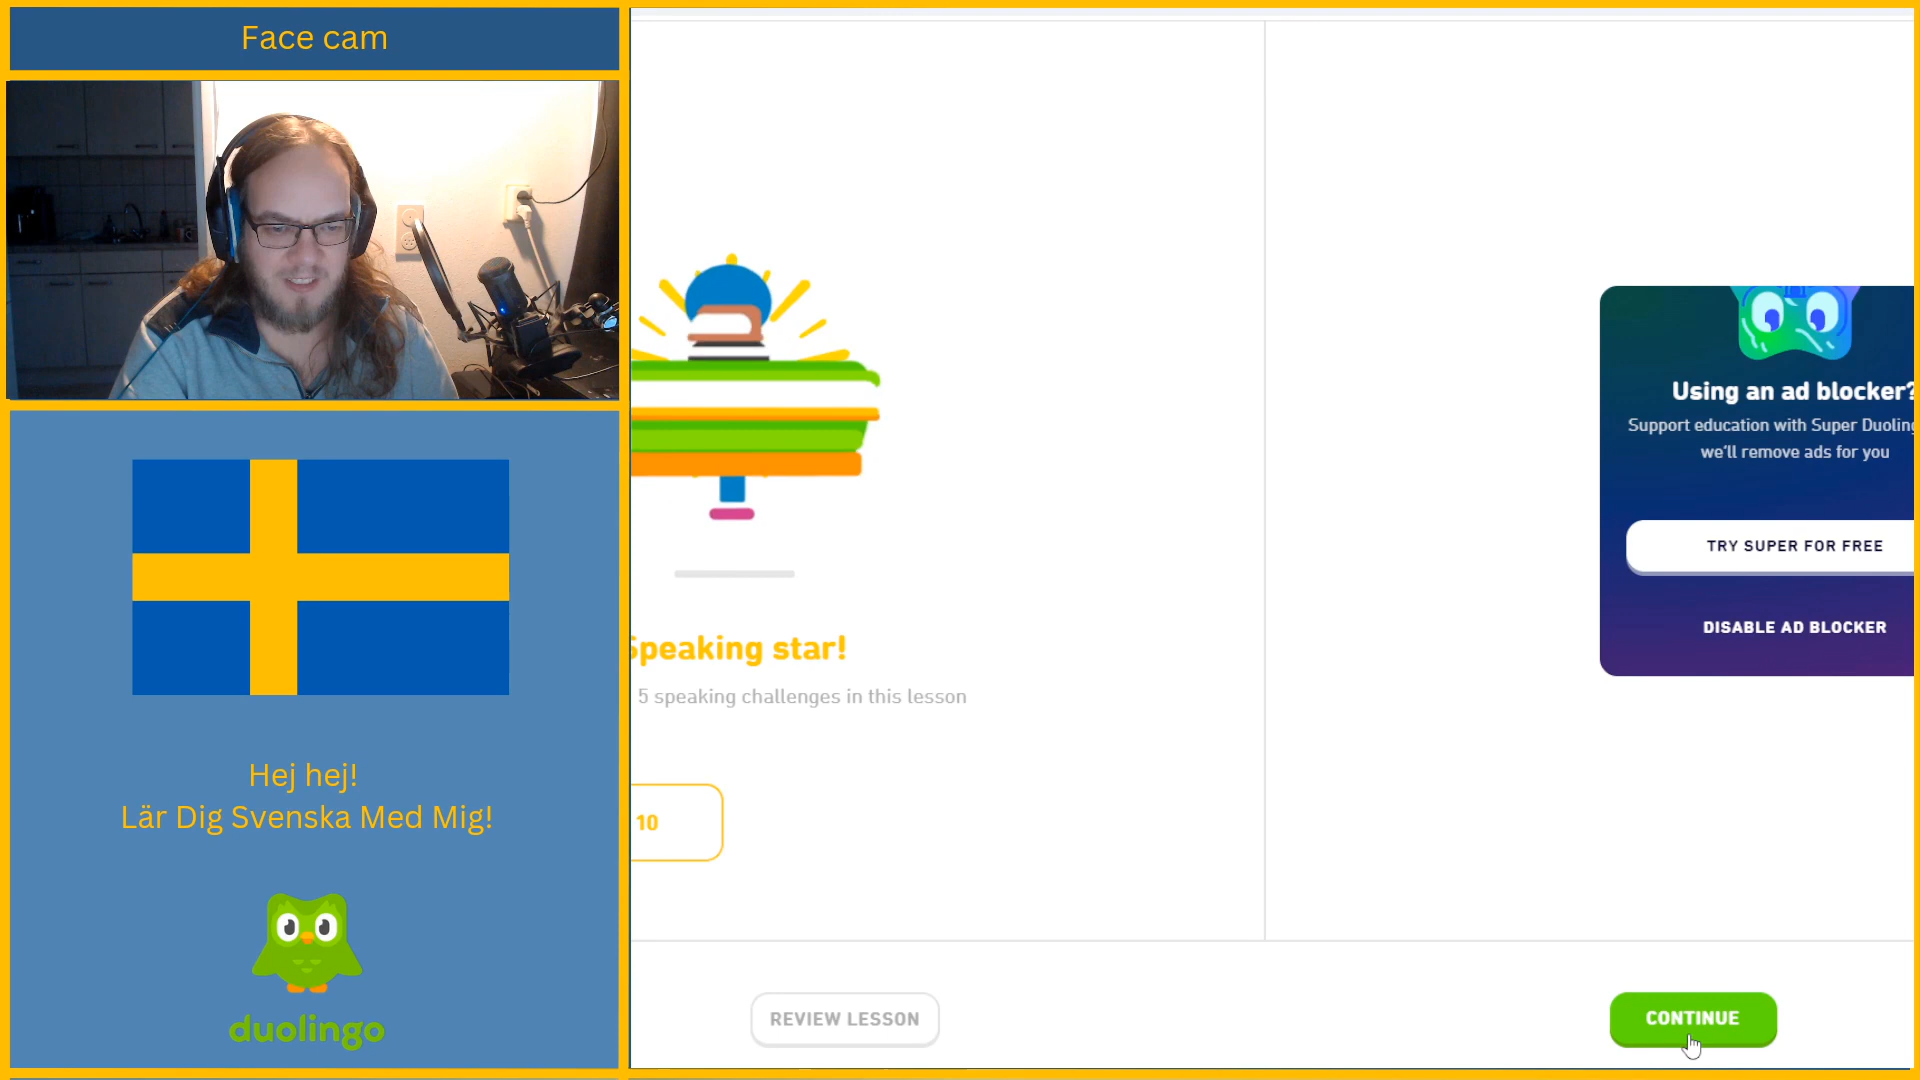 Face cam
Hej hej!
Lär Dig Svenska Med Mig!
duolingo
Speaking star!
5 speaking challenges in this lesson
10
REVIEW LESSON
CONTINUE
Using an ad blocker?
Support education with Super Duoling
we'll remove ads for you
TRY SUPER FOR FREE
DISABLE AD BLOCKER